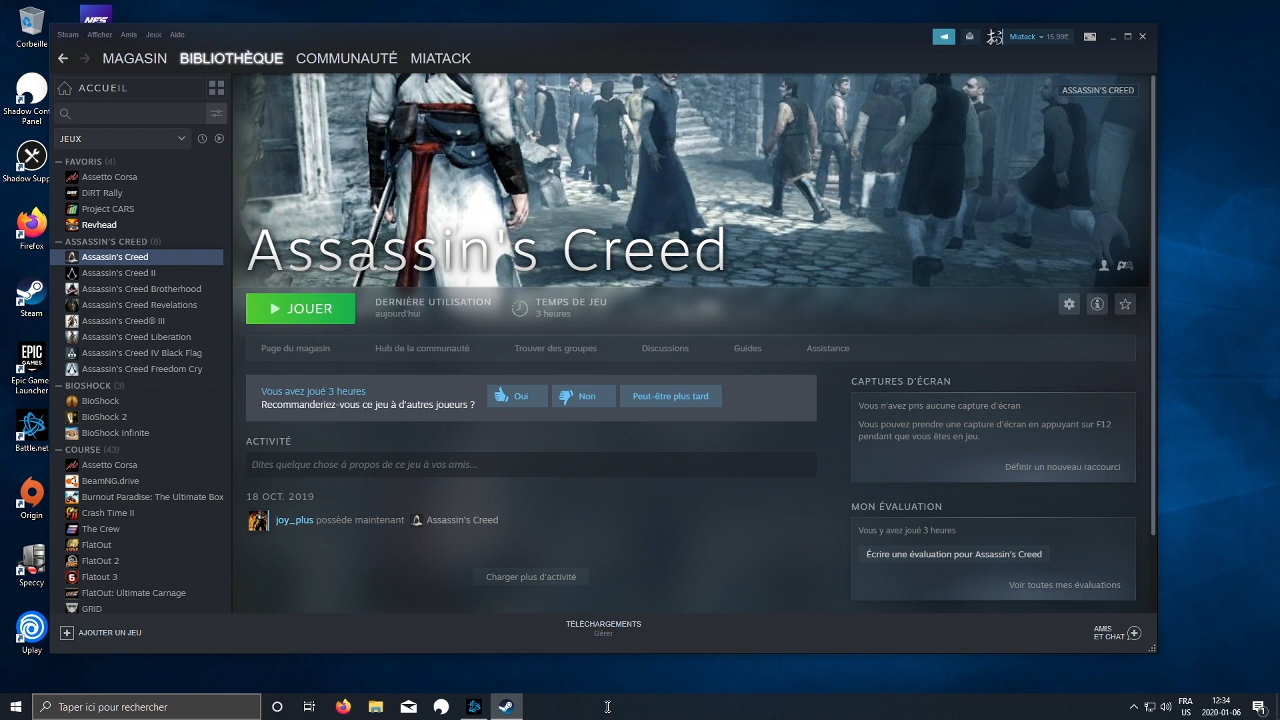 Corbeille
Shadow Cont
Panel
Shadow Supp
Firefox
Steam
EPIC
GAMES
Epic Games
Launcher
Battle.net
Origin
Speccy
Uplay
Steam Afficher Amis Jeux Aide
Miatack 15,99€
MAGASIN BIBLIOTHÈQUE COMMUNAUTÉ MIATACK
ACCUEIL
JEUX
— FAVORIS (4)
Assetto Corsa
DiRT Rally
Project CARS
Revhead
— ASSASSIN'S CREED (8)
Assassin's Creed
Assassin's Creed II
Assassin's Creed Brotherhood
Assassin's Creed Revelations
Assassin's Creed® III
Assassin's Creed Liberation
Assassin's Creed IV Black Flag
Assassin's Creed Freedom Cry
— BIOSHOCK (3)
BioShock
BioShock 2
BioShock Infinite
— COURSE (43)
Assetto Corsa
BeamNG.drive
Burnout Paradise: The Ultimate Box
Crash Time II
The Crew
FlatOut
FlatOut 2
Flatout 3
FlatOut: Ultimate Carnage
GRID
AJOUTER UN JEU
ASSASSIN'S CREED
Assassin's Creed
JOUER
DERNIÈRE UTILISATION
aujourd'hui
TEMPS DE JEU
3 heures
Page du magasin Hub de la communauté Trouver des groupes Discussions Guides Assistance
Vous avez joué 3 heures
Recommanderiez-vous ce jeu à d'autres joueurs ?
Oui Non Peut-être plus tard
ACTIVITÉ
Dites quelque chose à propos de ce jeu à vos amis...
18 OCT. 2019
joy_plus possède maintenant Assassin's Creed
Charger plus d'activité
CAPTURES D'ÉCRAN
Vous n'avez pris aucune capture d'écran
Vous pouvez prendre une capture d'écran en appuyant sur F12
pendant que vous êtes en jeu.
Définir un nouveau raccourci
MON ÉVALUATION
Vous y avez joué 3 heures
Écrire une évaluation pour Assassin's Creed
Voir toutes mes évaluations
TÉLÉCHARGEMENTS
Gérer
AMIS
ET CHAT
Taper ici pour rechercher
FRA
US
12:34
2020-01-06